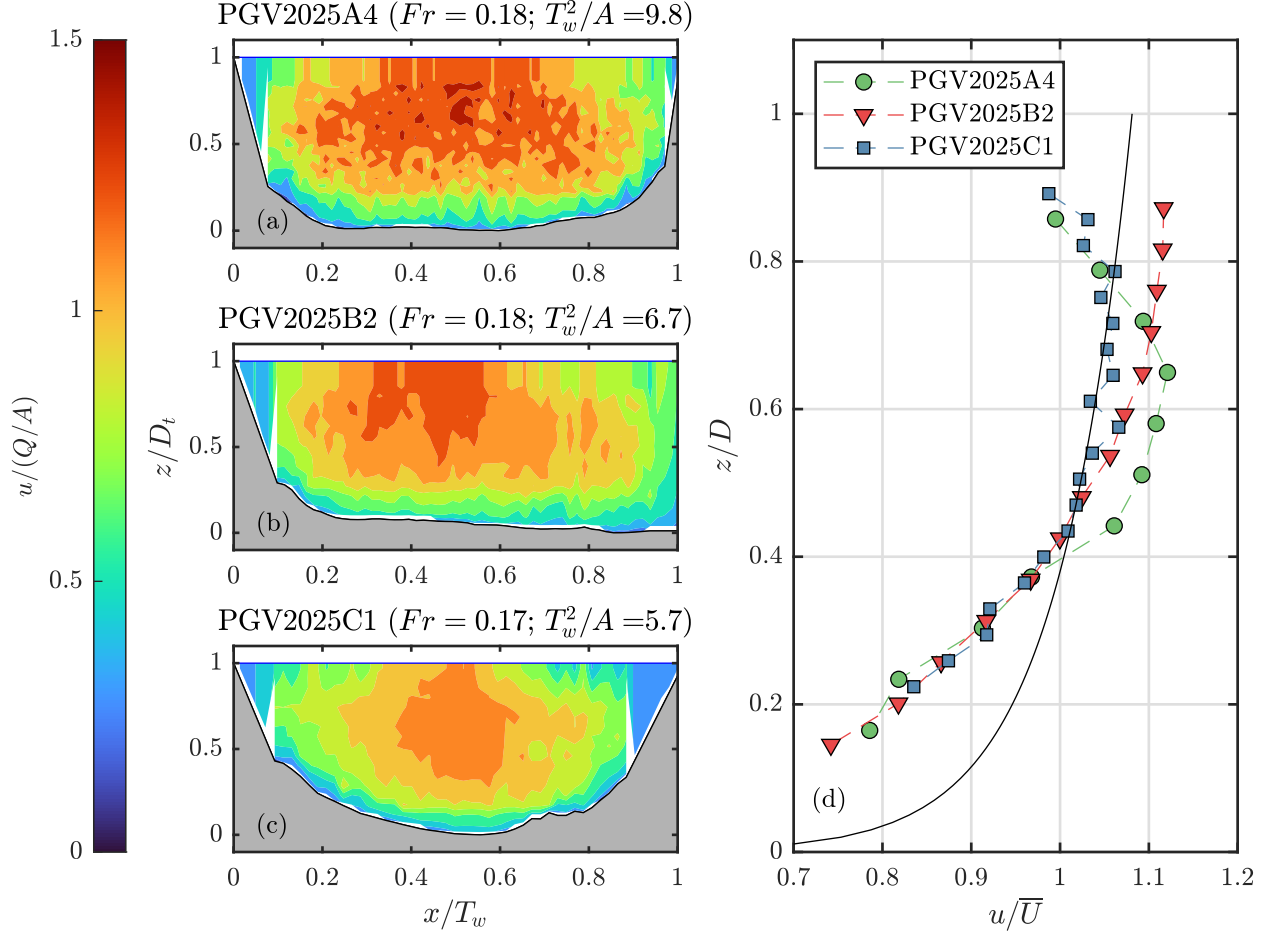 PGV2025A4 (Fr = 0.18; T_w^2/A =9.8)
1.5
1
0.5
0
u/(Q/A)
1
0.5
0
(a)
0 0.2 0.4 0.6 0.8 1
PGV2025B2 (Fr = 0.18; T_w^2/A =6.7)
z/D_t
1
0.5
0
(b)
0 0.2 0.4 0.6 0.8 1
PGV2025C1 (Fr = 0.17; T_w^2/A =5.7)
1
0.5
0
(c)
0 0.2 0.4 0.6 0.8 1
x/T_w
PGV2025A4
PGV2025B2
PGV2025C1
z/D
1
0.8
0.6
0.4
0.2
0
(d)
0.7 0.8 0.9 1 1.1 1.2
u/U̅